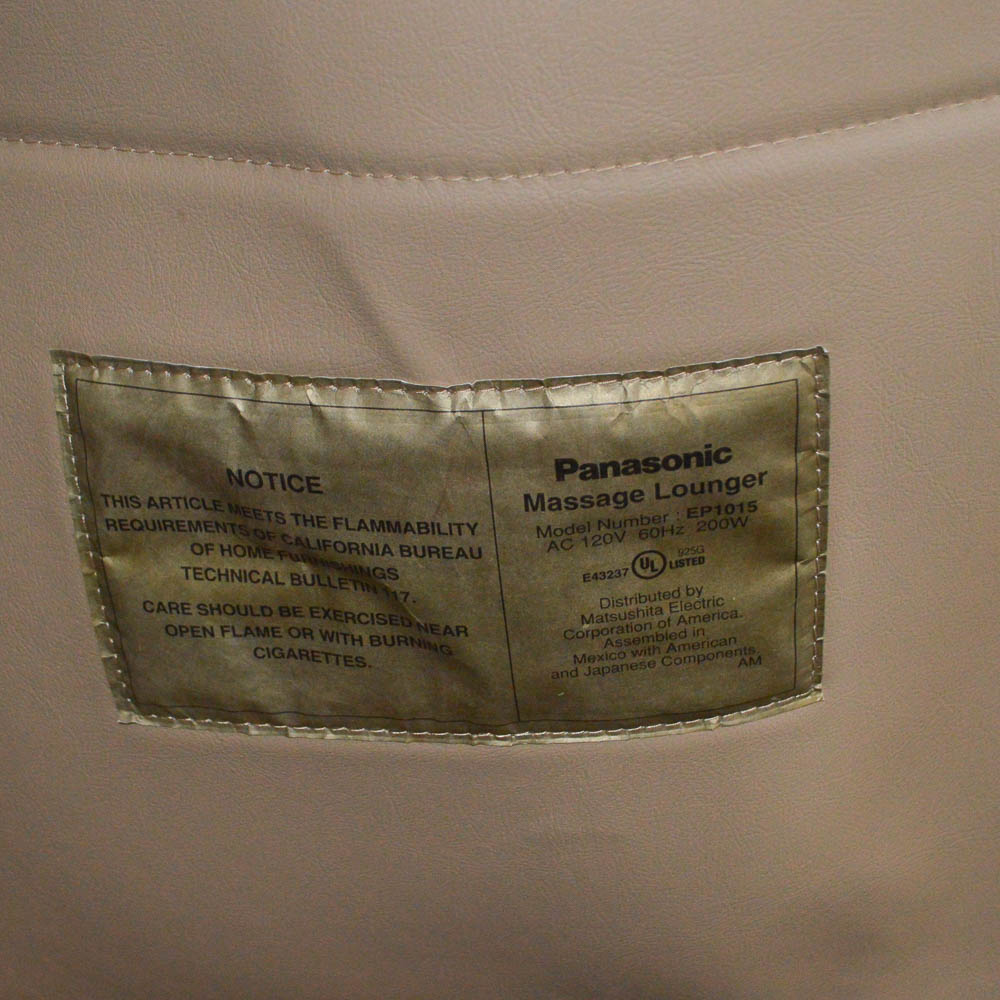 NOTICE
THIS ARTICLE MEETS THE FLAMMABILITY
REQUIREMENTS OF CALIFORNIA BUREAU
OF HOME FURNISHINGS
TECHNICAL BULLETIN 117.
CARE SHOULD BE EXERCISED NEAR
OPEN FLAME OR WITH BURNING
CIGARETTES.
Panasonic
Massage Lounger
Model Number : EP1015
AC 120V 60Hz 200W
E43237 UL 925G
LISTED
Distributed by
Matsushita Electric
Corporation of America.
Assembled in
Mexico with American
and Japanese Components.
AM